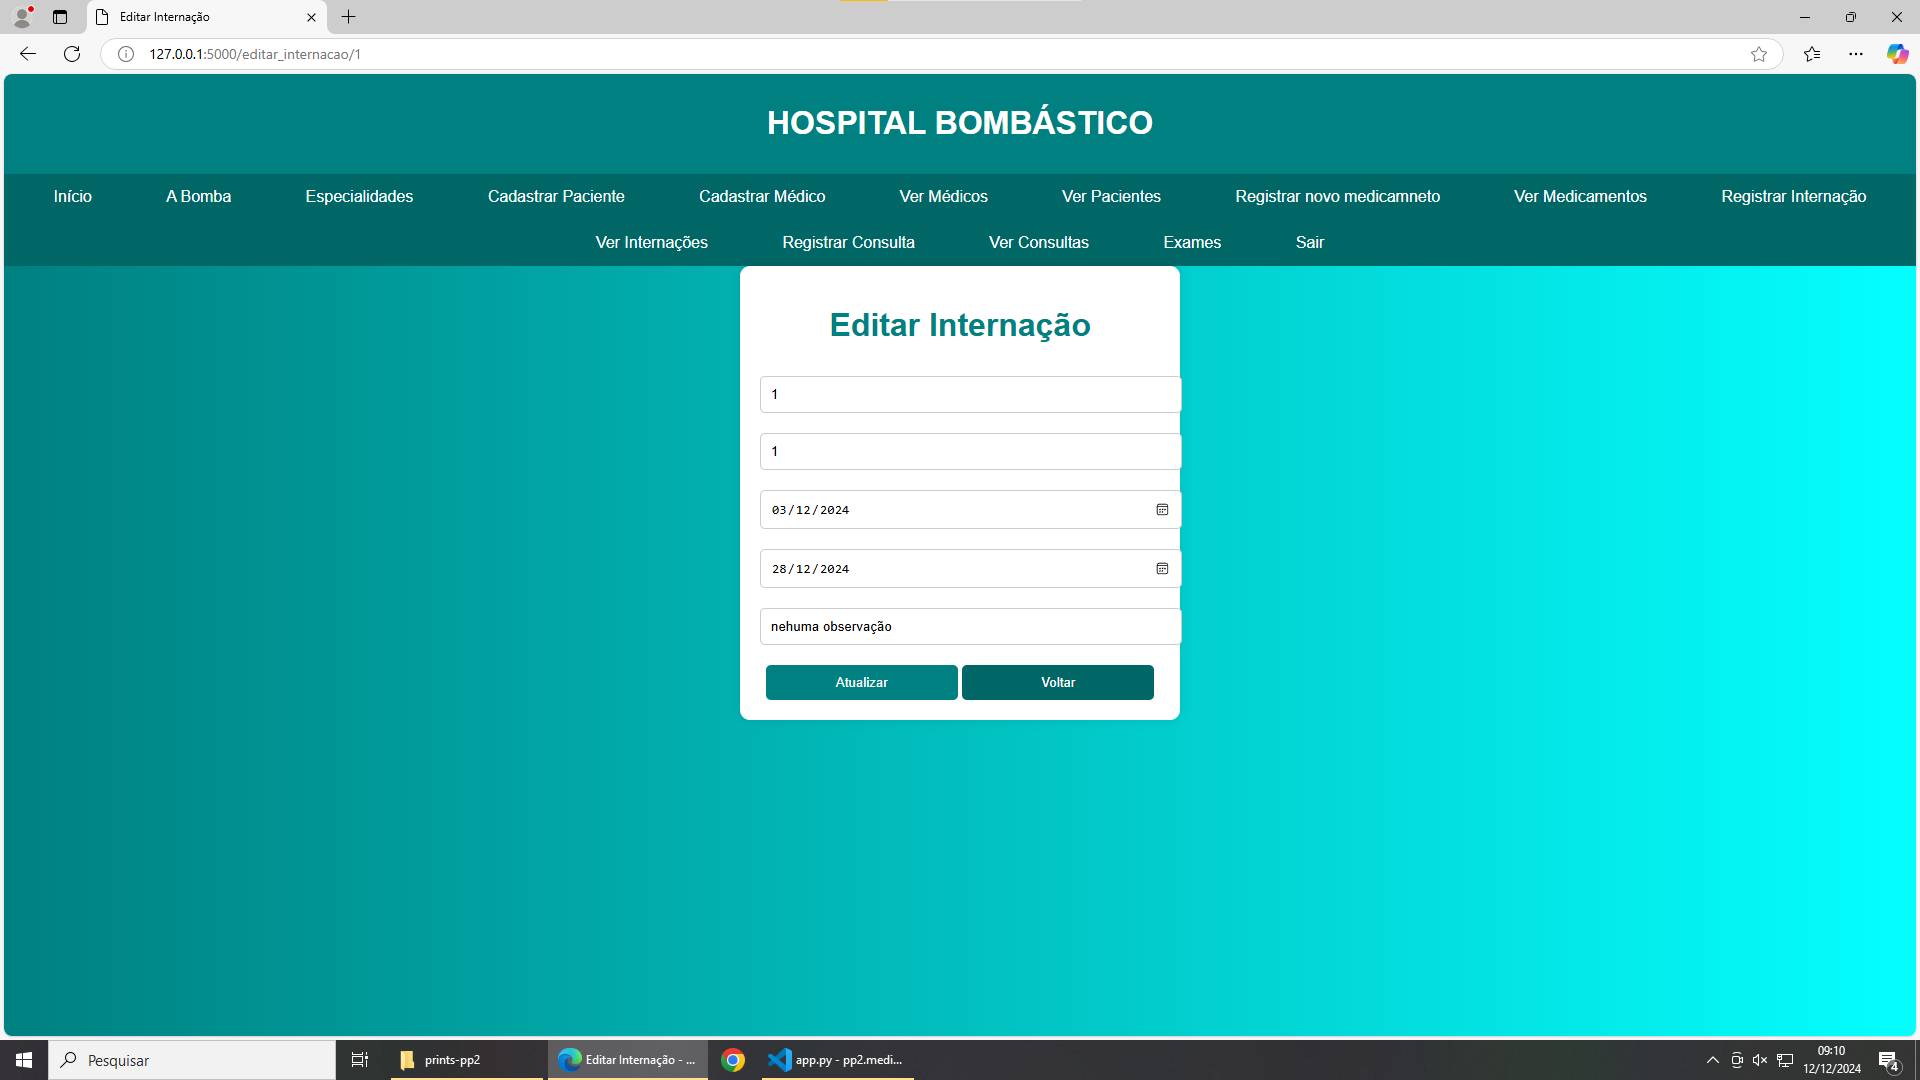 Editar Internação
127.0.0.1:5000/editar_internacao/1
HOSPITAL BOMBÁSTICO
Início A Bomba Especialidades Cadastrar Paciente Cadastrar Médico Ver Médicos Ver Pacientes Registrar novo medicamneto Ver Medicamentos Registrar Internação
Ver Internações Registrar Consulta Ver Consultas Exames Sair
Editar Internação
1
1
03/12/2024
28/12/2024
nehuma observação
Atualizar Voltar
Pesquisar prints-pp2 Editar Internação - ... app.py - pp2.medi... 09:10
12/12/2024 4